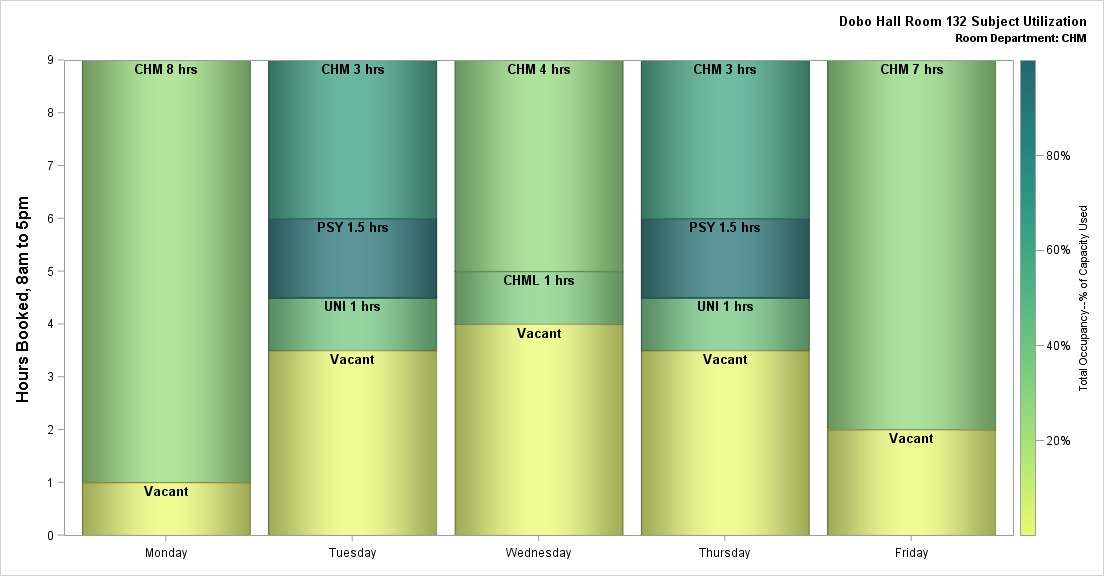 Dobo Hall Room 132 Subject Utilization
Room Department: CHM
Hours Booked, 8am to 5pm
9
8
7
6
5
4
3
2
1
0
CHM 8 hrs
Vacant
CHM 3 hrs
PSY 1.5 hrs
UNI 1 hrs
Vacant
CHM 4 hrs
CHML 1 hrs
Vacant
CHM 3 hrs
PSY 1.5 hrs
UNI 1 hrs
Vacant
CHM 7 hrs
Vacant
Monday
Tuesday
Wednesday
Thursday
Friday
80%
60%
40%
20%
Total Occupancy--% of Capacity Used